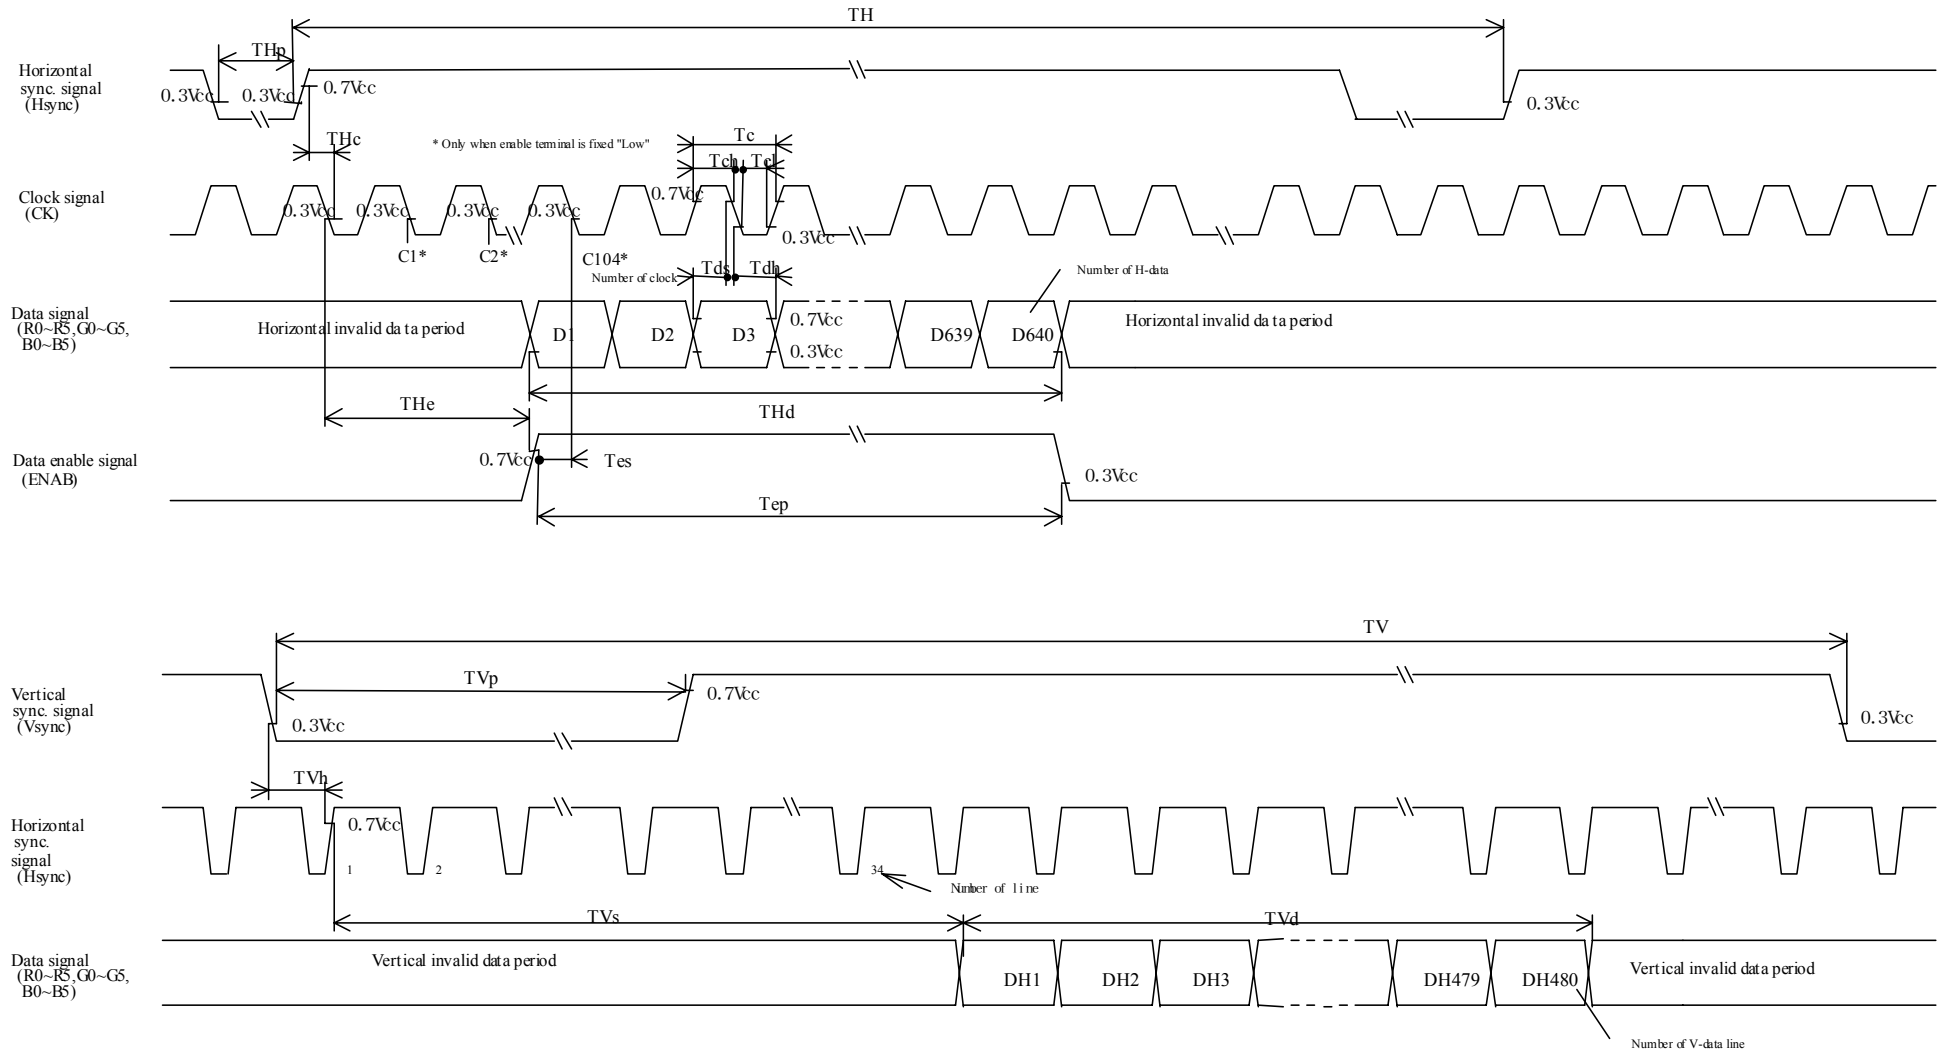 TH
THp
Horizontal
sync. signal
(Hsync)
0.3Vcc
0.3Vcc
0.7Vcc
0.3Vcc
THc
* Only when enable terminal is fixed "Low"
Tc
Tch
Tcl
Clock signal
(CK)
0.3Vcc
0.3Vcc
0.3Vcc
0.3Vcc
0.7Vcc
0.3Vcc
C1*
C2*
C104*
Number of clock
Tds
Tdh
Number of H-data
Data signal
(R0~R5,G0~G5,
B0~B5)
Horizontal invalid data period
D1
D2
D3
0.7Vcc
0.3Vcc
D639
D640
Horizontal invalid data period
THe
THd
Data enable signal
(ENAB)
0.7Vcc
Tes
0.3Vcc
Tep
TV
TVp
Vertical
sync. signal
(Vsync)
0.3Vcc
0.7Vcc
0.3Vcc
TVh
Horizontal
sync.
signal
(Hsync)
0.7Vcc
1
2
34
Number of line
TVs
TVd
Data signal
(R0~R5,G0~G5,
B0~B5)
Vertical invalid data period
DH1
DH2
DH3
DH479
DH480
Vertical invalid data period
Number of V-data line